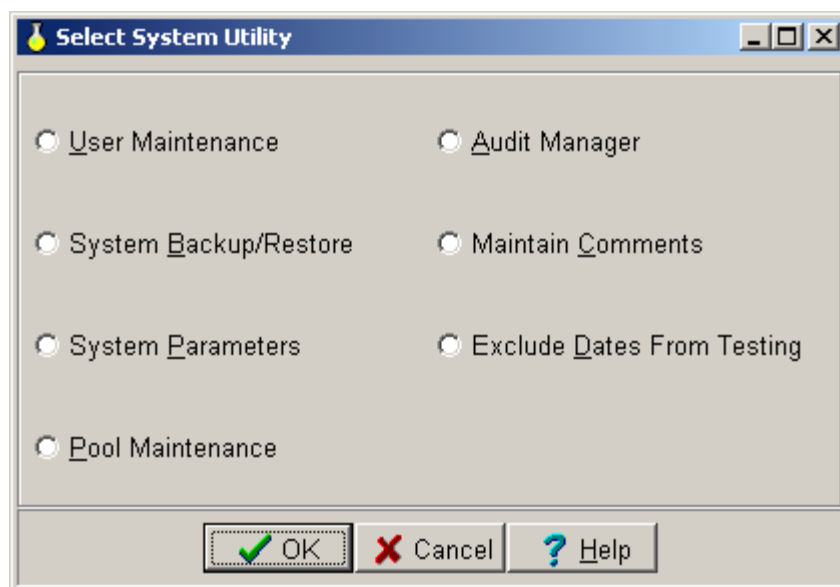 Select System Utility
User Maintenance
Audit Manager
System Backup/Restore
Maintain Comments
System Parameters
Exclude Dates From Testing
Pool Maintenance
OK
Cancel
Help